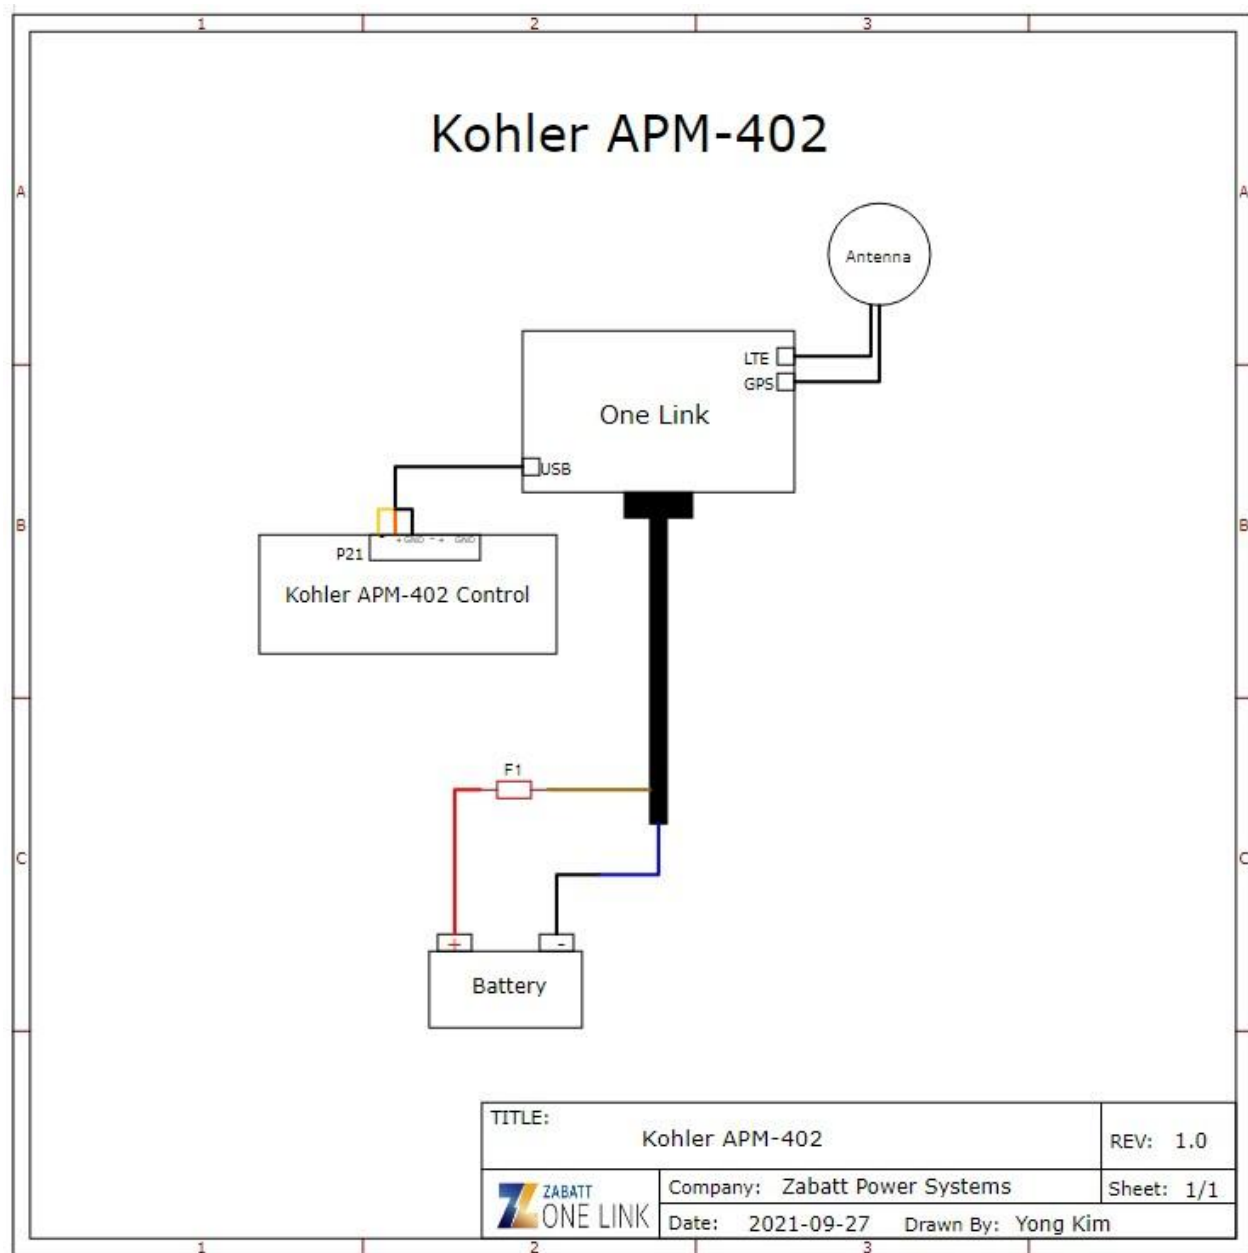 1 2 3
Kohler APM-402
A A
Antenna
LTE
GPS
One Link
USB
B B
P21
- + GND - + GND
Kohler APM-402 Control
F1
C C
+ -
Battery
TITLE:
Kohler APM-402
REV: 1.0
ZABATT
ONE LINK
Company: Zabatt Power Systems
Sheet: 1/1
Date: 2021-09-27 Drawn By: Yong Kim
1 2 3